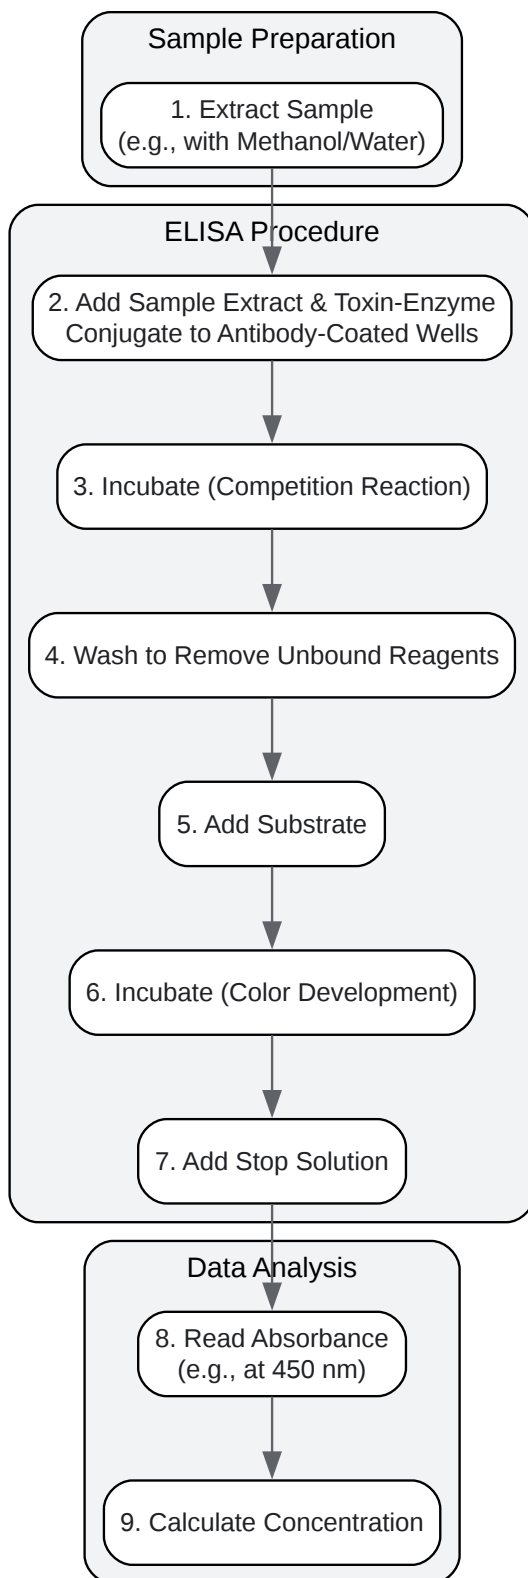 Sample Preparation
1. Extract Sample
(e.g., with Methanol/Water)
ELISA Procedure
2. Add Sample Extract & Toxin-Enzyme
Conjugate to Antibody-Coated Wells
3. Incubate (Competition Reaction)
4. Wash to Remove Unbound Reagents
5. Add Substrate
6. Incubate (Color Development)
7. Add Stop Solution
Data Analysis
8. Read Absorbance
(e.g., at 450 nm)
9. Calculate Concentration